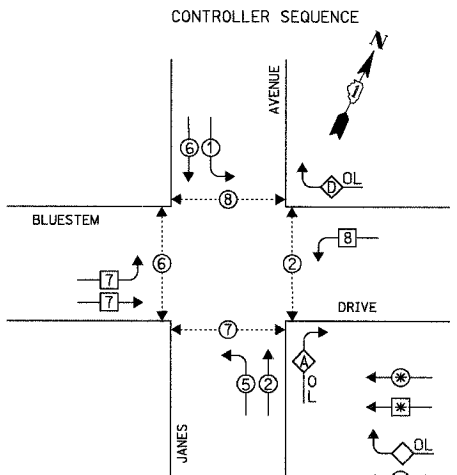 CONTROLLER SEQUENCE
N
AVENUE
6 1
D OL
8
BLUESTEM
8
6
2
7
7
DRIVE
7
A
OL
5 2
*
*
OL
JANES